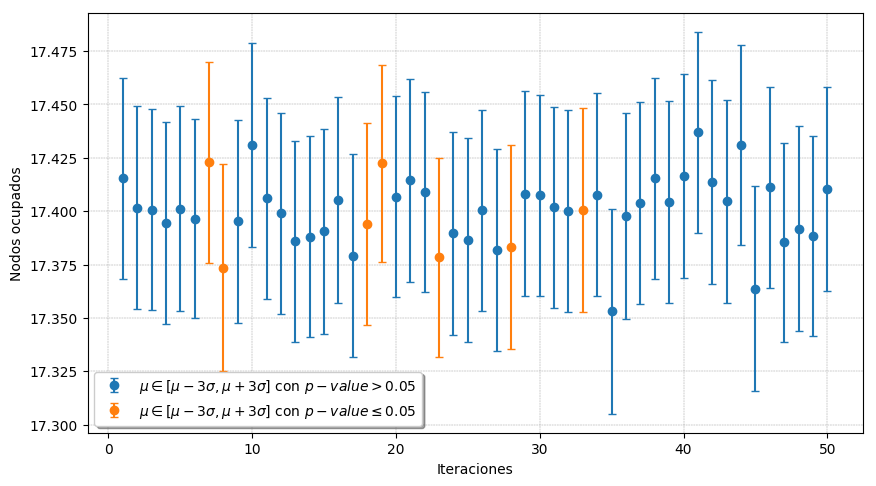 17.475
17.450
17.425
17.400
17.375
17.350
17.325
17.300
Nodos ocupados
μ ∈ [μ − 3σ, μ + 3σ] con p − value > 0.05
μ ∈ [μ − 3σ, μ + 3σ] con p − value ≤ 0.05
0 10 20 30 40 50
Iteraciones